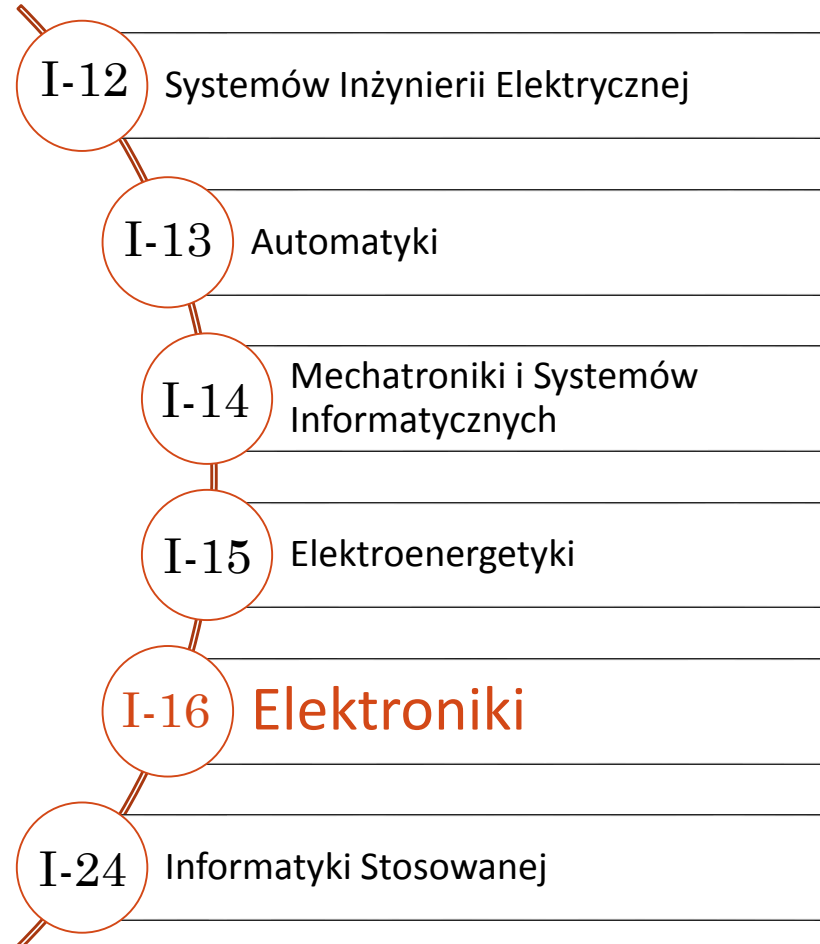 I-12 Systemów Inżynierii Elektrycznej
I-13 Automatyki
I-14 Mechatroniki i Systemów
Informatycznych
I-15 Elektroenergetyki
I-16 Elektroniki
I-24 Informatyki Stosowanej